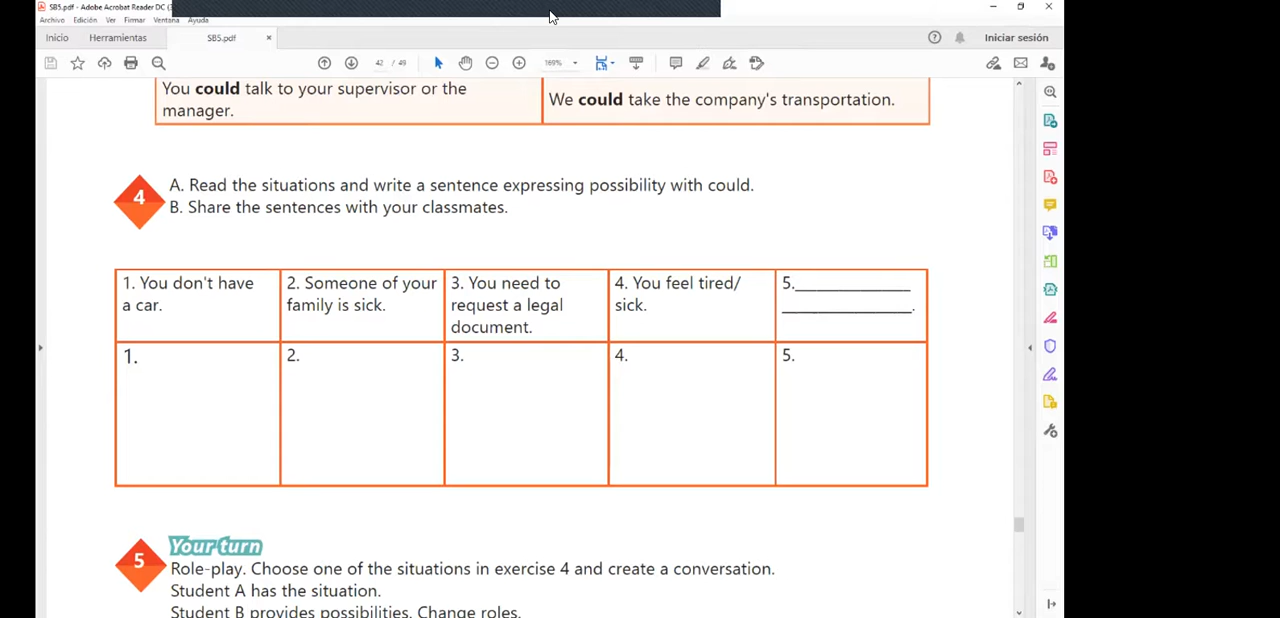 SB5.pdf - Adobe Acrobat Reader DC (3
Archivo Edición Ver Firmar Ventana Ayuda
Inicio Herramientas SB5.pdf × Iniciar sesión
42 / 49 169%
You could talk to your supervisor or the
manager.
We could take the company's transportation.
4
A. Read the situations and write a sentence expressing possibility with could.
B. Share the sentences with your classmates.
1. You don't have
a car.
2. Someone of your
family is sick.
3. You need to
request a legal
document.
4. You feel tired/
sick.
5.______________
________________.
1.
2.
3.
4.
5.
5
Your turn
Role-play. Choose one of the situations in exercise 4 and create a conversation.
Student A has the situation.
Student B provides possibilities. Change roles.